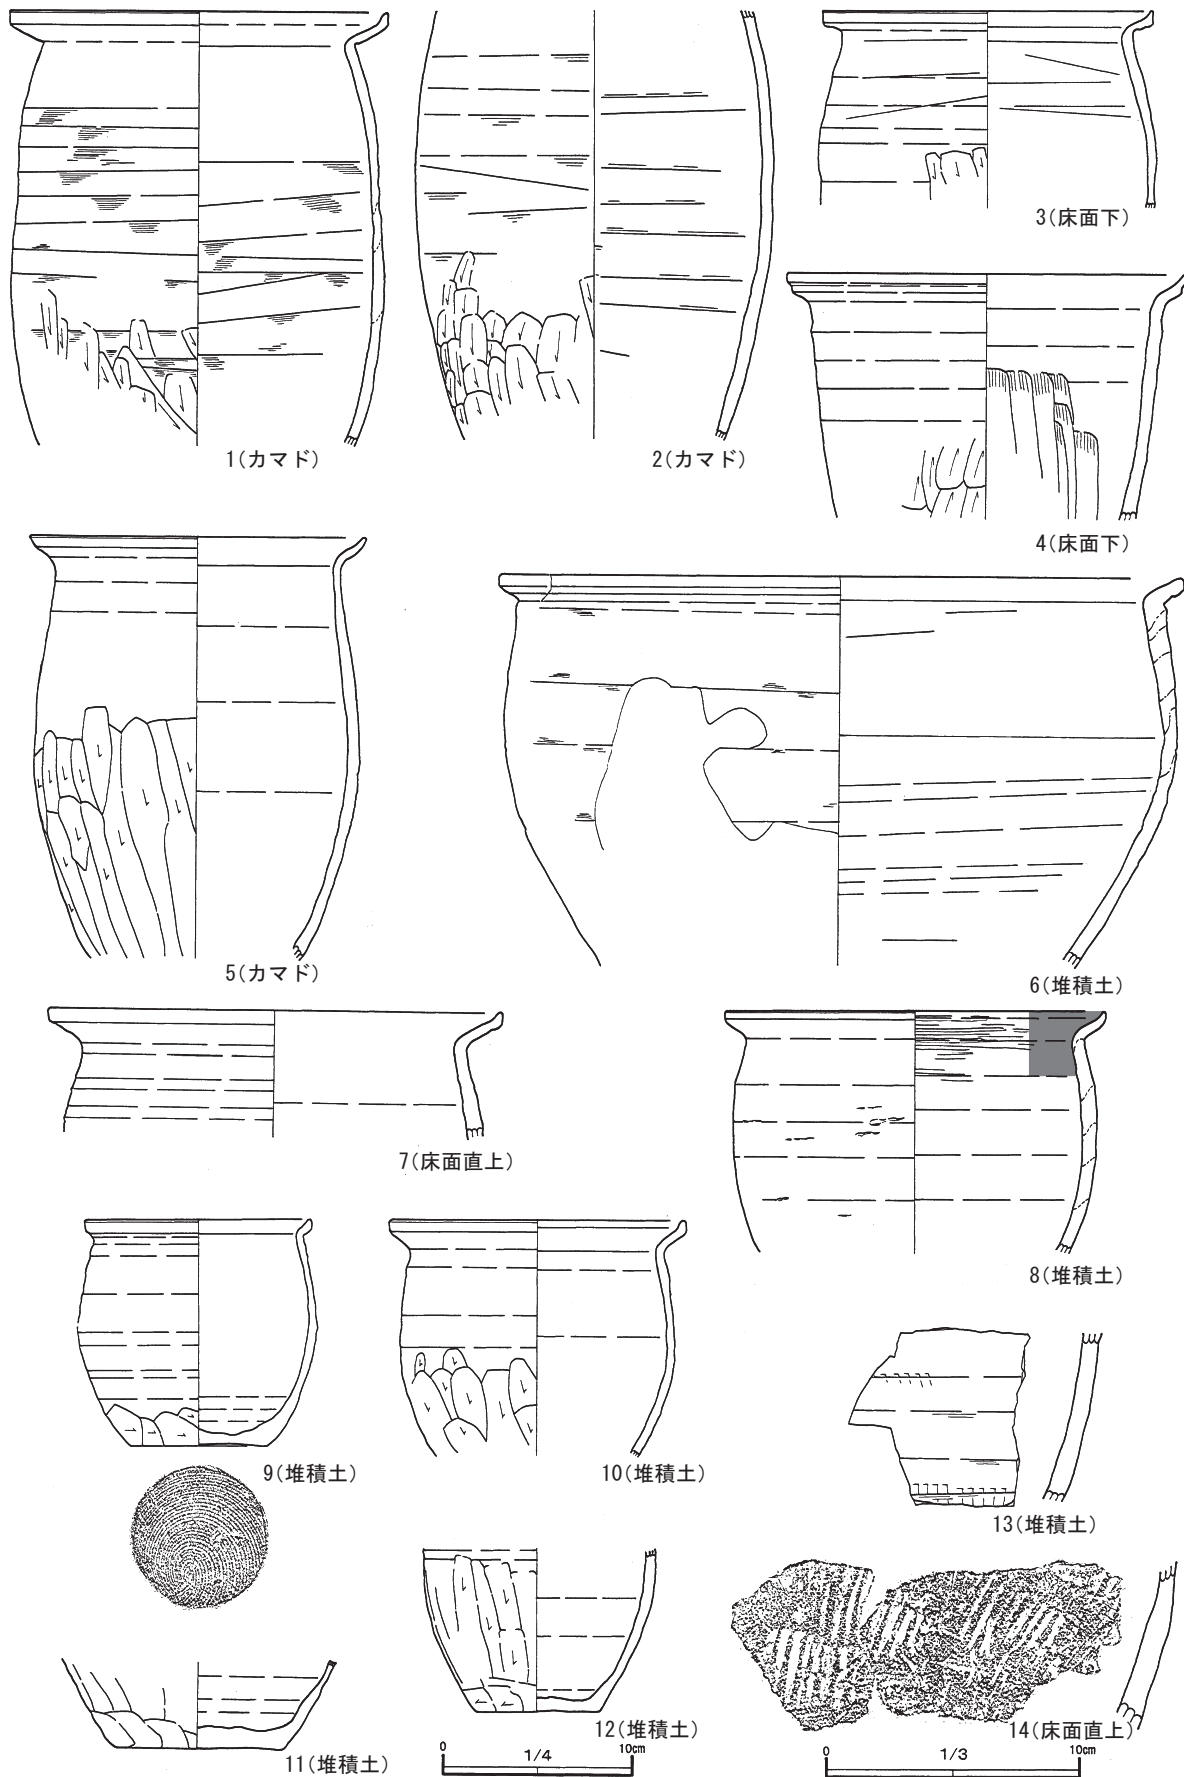 1(カマド)
2(カマド)
3(床面下)
4(床面下)
5(カマド)
6(堆積土)
7(床面直上)
8(堆積土)
9(堆積土)
10(堆積土)
11(堆積土)
12(堆積土)
13(堆積土)
14(床面直上)
0 1/4 10cm
0 1/3 10cm